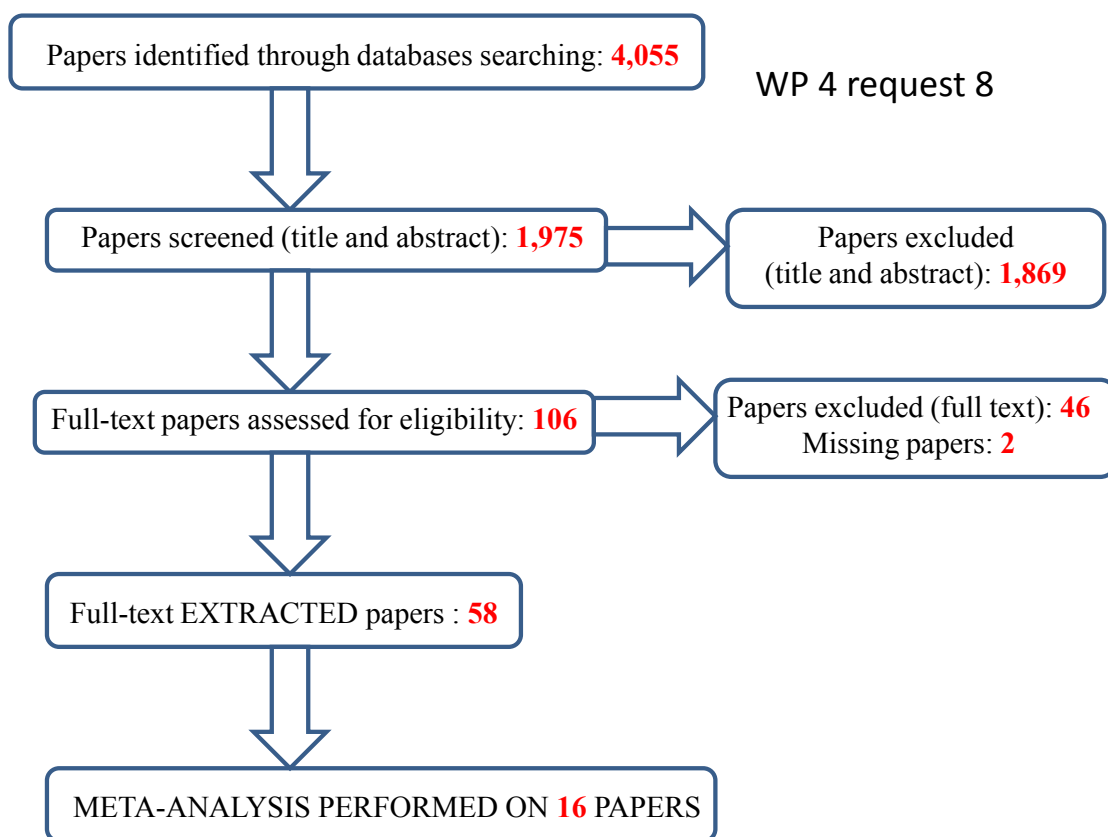 Papers identified through databases searching: 4,055
WP 4 request 8
Papers screened (title and abstract): 1,975
Papers excluded
(title and abstract): 1,869
Full-text papers assessed for eligibility: 106
Papers excluded (full text): 46
Missing papers: 2
Full-text EXTRACTED papers : 58
META-ANALYSIS PERFORMED ON 16 PAPERS